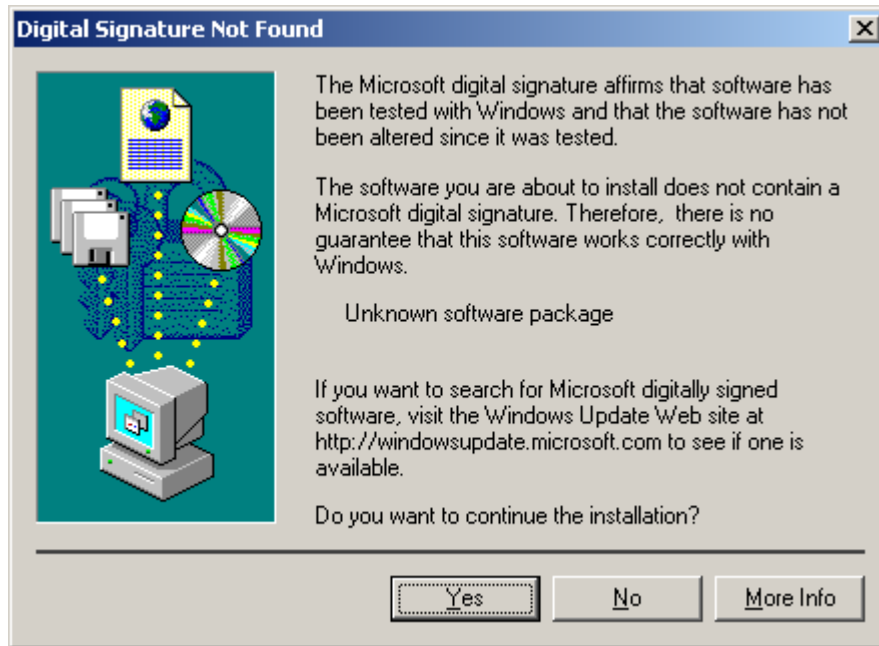 Digital Signature Not Found
The Microsoft digital signature affirms that software has
been tested with Windows and that the software has not
been altered since it was tested.
The software you are about to install does not contain a
Microsoft digital signature. Therefore,  there is no
guarantee that this software works correctly with
Windows.
Unknown software package
If you want to search for Microsoft digitally signed
software, visit the Windows Update Web site at
http://windowsupdate.microsoft.com to see if one is
available.
Do you want to continue the installation?
Yes No More Info